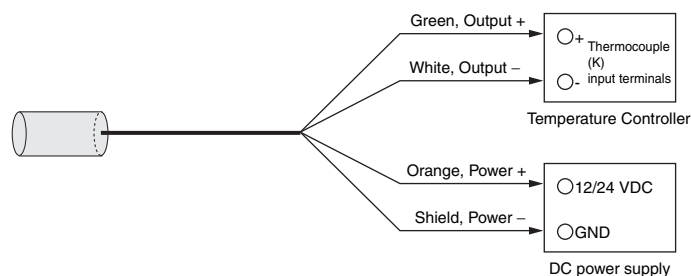 Green, Output +
White, Output –
+ Thermocouple
(K)
- input terminals
Temperature Controller
Orange, Power +
Shield, Power –
12/24 VDC
GND
DC power supply